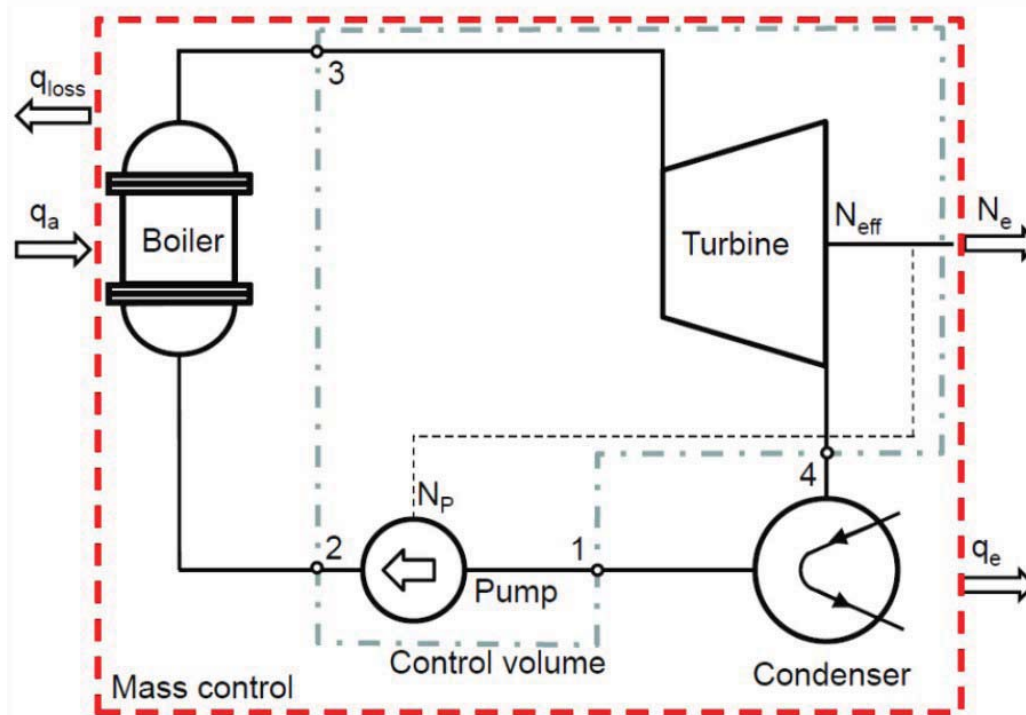 3
q_loss
q_a
Boiler
Turbine
N_eff
N_e
4
N_P
2
1
Pump
q_e
Control volume
Condenser
Mass control